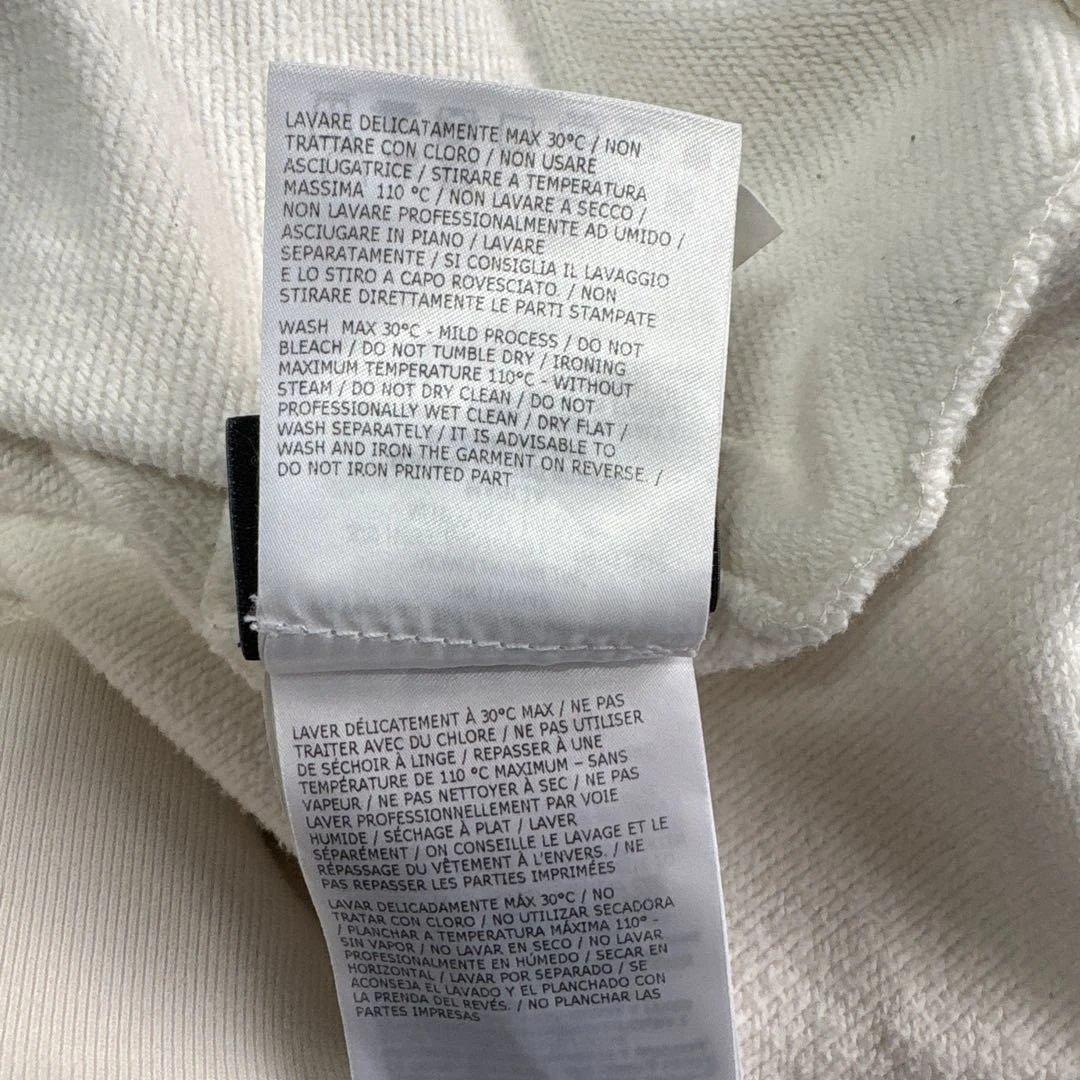 LAVARE DELICATAMENTE MAX 30°C / NON
TRATTARE CON CLORO / NON USARE
ASCIUGATRICE / STIRARE A TEMPERATURA
MASSIMA 110 °C / NON LAVARE A SECCO /
NON LAVARE PROFESSIONALMENTE AD UMIDO /
ASCIUGARE IN PIANO / LAVARE
SEPARATAMENTE / SI CONSIGLIA IL LAVAGGIO
E LO STIRO A CAPO ROVESCIATO. / NON
STIRARE DIRETTAMENTE LE PARTI STAMPATE
WASH MAX 30°C - MILD PROCESS / DO NOT
BLEACH / DO NOT TUMBLE DRY / IRONING
MAXIMUM TEMPERATURE 110°C - WITHOUT
STEAM / DO NOT DRY CLEAN / DO NOT
PROFESSIONALLY WET CLEAN / DRY FLAT /
WASH SEPARATELY / IT IS ADVISABLE TO
WASH AND IRON THE GARMENT ON REVERSE. /
DO NOT IRON PRINTED PART
LAVER DÉLICATEMENT À 30°C MAX / NE PAS
TRAITER AVEC DU CHLORE / NE PAS UTILISER
DE SÉCHOIR À LINGE / REPASSER À UNE
TEMPÉRATURE DE 110 °C MAXIMUM – SANS
VAPEUR / NE PAS NETTOYER À SEC / NE PAS
LAVER PROFESSIONNELLEMENT PAR VOIE
HUMIDE / SÉCHAGE À PLAT / LAVER
SÉPARÉMENT / ON CONSEILLE LE LAVAGE ET LE
RÉPASSAGE DU VÊTEMENT À L'ENVERS. / NE
PAS REPASSER LES PARTIES IMPRIMÉES
LAVAR DELICADAMENTE MÁX 30°C / NO
TRATAR CON CLORO / NO UTILIZAR SECADORA
/ PLANCHAR A TEMPERATURA MÁXIMA 110° -
SIN VAPOR / NO LAVAR EN SECO / NO LAVAR
PROFESIONALMENTE EN HÚMEDO / SECAR EN
HORIZONTAL / LAVAR POR SEPARADO / SE
ACONSEJA EL LAVADO Y EL PLANCHADO CON
LA PRENDA DEL REVÉS. / NO PLANCHAR LAS
PARTES IMPRESAS